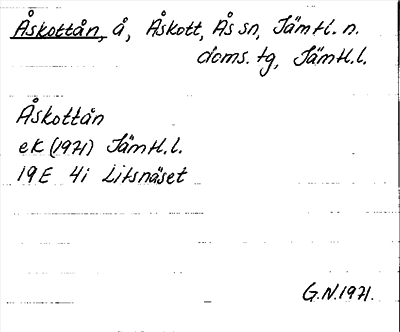 Åskottån, å, Åskott, Ås sn, Jämtl. n.
doms. tg, Jämtl.l.
Åskottån
ek (1971) Jämtl.l.
19E 4i Litsnäset
G.N.1971.